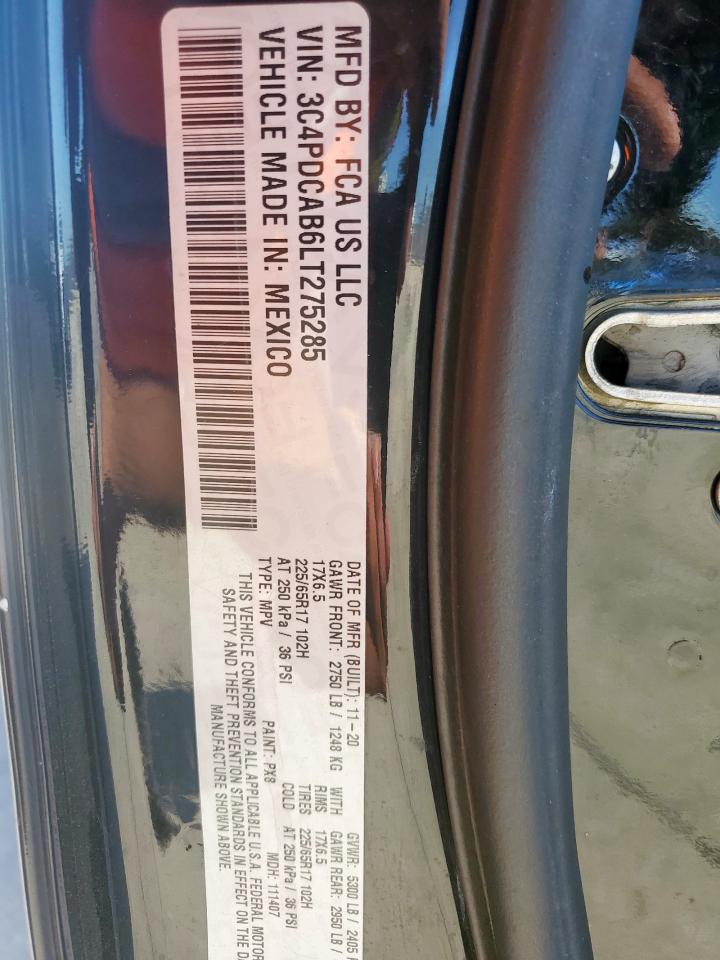 MFD BY: FCA US LLC
VIN: 3C4PDCAB6LT275285
VEHICLE MADE IN: MEXICO
DATE OF MFR (BUILT): 11-20 GVWR: 5300 LB / 2405
GAWR FRONT: 2750 LB / 1248 KG WITH GAWR REAR: 2950 LB /
17X6.5 RIMS 17X6.5
225/65R17 102H TIRES 225/65R17 102H
AT 250 kPa / 36 PSI COLD AT 250 kPa / 36 PSI
TYPE: MPV PAINT: PX8 MDH: 111407
THIS VEHICLE CONFORMS TO ALL APPLICABLE U.S.A. FEDERAL MOTOR
SAFETY AND THEFT PREVENTION STANDARDS IN EFFECT ON THE
MANUFACTURE SHOWN ABOVE.